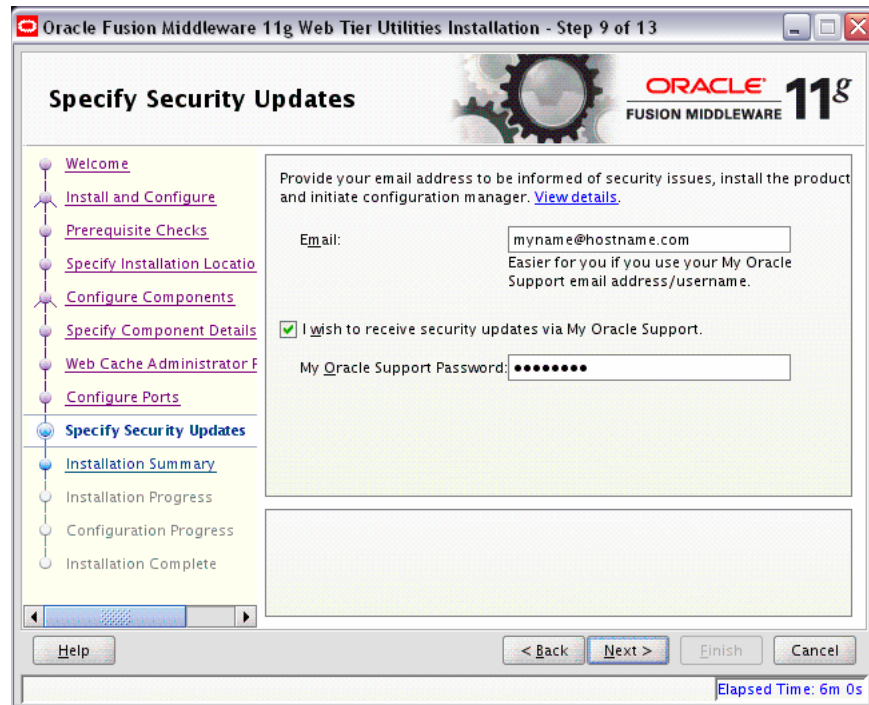 Oracle Fusion Middleware 11g Web Tier Utilities Installation - Step 9 of 13
Specify Security Updates
ORACLE
FUSION MIDDLEWARE
11g
Welcome
Install and Configure
Prerequisite Checks
Specify Installation Locatio
Configure Components
Specify Component Details
Web Cache Administrator P
Configure Ports
Specify Security Updates
Installation Summary
Installation Progress
Configuration Progress
Installation Complete
Provide your email address to be informed of security issues, install the product
and initiate configuration manager. View details.
Email: myname@hostname.com
Easier for you if you use your My Oracle
Support email address/username.
I wish to receive security updates via My Oracle Support.
My Oracle Support Password: ●●●●●●●●
Help < Back Next > Finish Cancel
Elapsed Time: 6m 0s